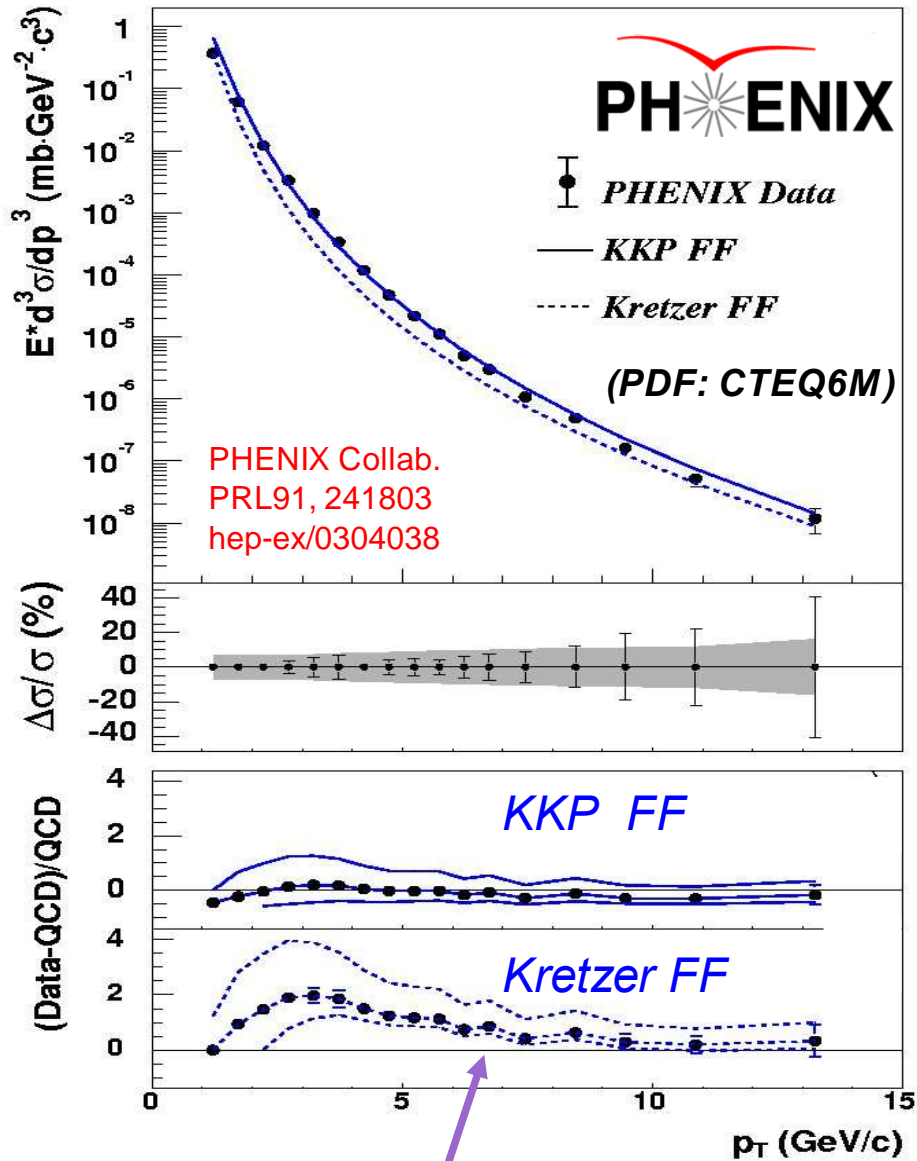 PHENIX
E*d³σ/dp³ (mb·GeV⁻²·c³)
1
10⁻¹
10⁻²
10⁻³
10⁻⁴
10⁻⁵
10⁻⁶
10⁻⁷
10⁻⁸
PHENIX Data
KKP FF
Kretzer FF
(PDF: CTEQ6M)
PHENIX Collab.
PRL91, 241803
hep-ex/0304038
Δσ/σ (%)
40
20
0
-20
-40
(Data-QCD)/QCD
4
2
0
KKP FF
4
2
0
Kretzer FF
0 5 10 15
pT (GeV/c)